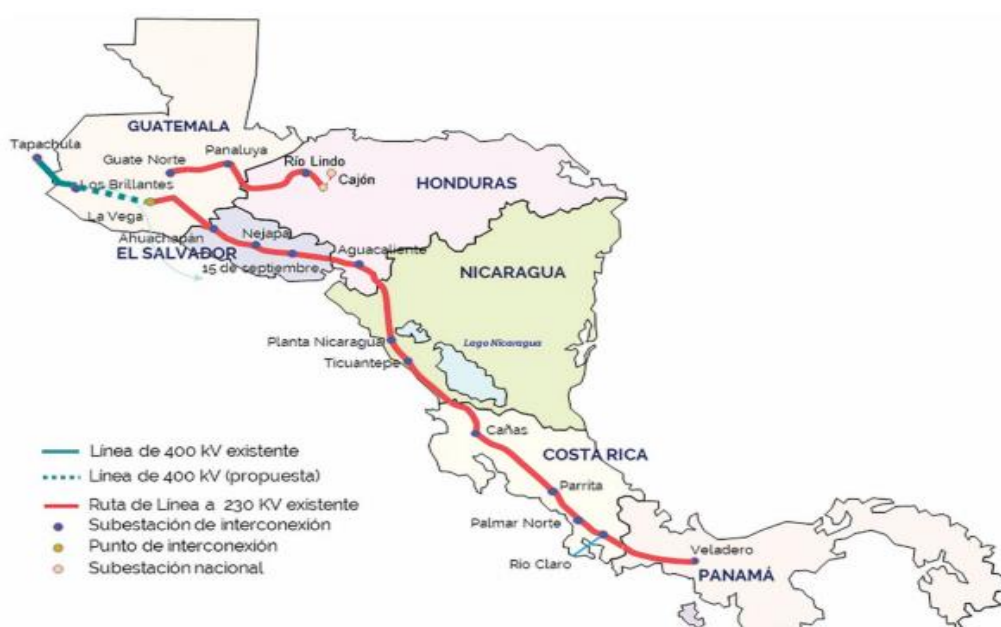 GUATEMALA
Tapachula
Guate Norte
Panaluya
Río Lindo
Cajón
Los Brillantes
HONDURAS
La Vega
Ahuachapán
Nejapa
EL SALVADOR
15 de septiembre
Aguacaliente
NICARAGUA
Planta Nicaragua
Lago Nicaragua
Ticuantepe
Cañas
COSTA RICA
Línea de 400 kV existente
Línea de 400 kV (propuesta)
Ruta de Línea a 230 KV existente
Subestación de interconexión
Punto de interconexión
Subestación nacional
Parrita
Palmar Norte
Río Claro
Veladero
PANAMÁ